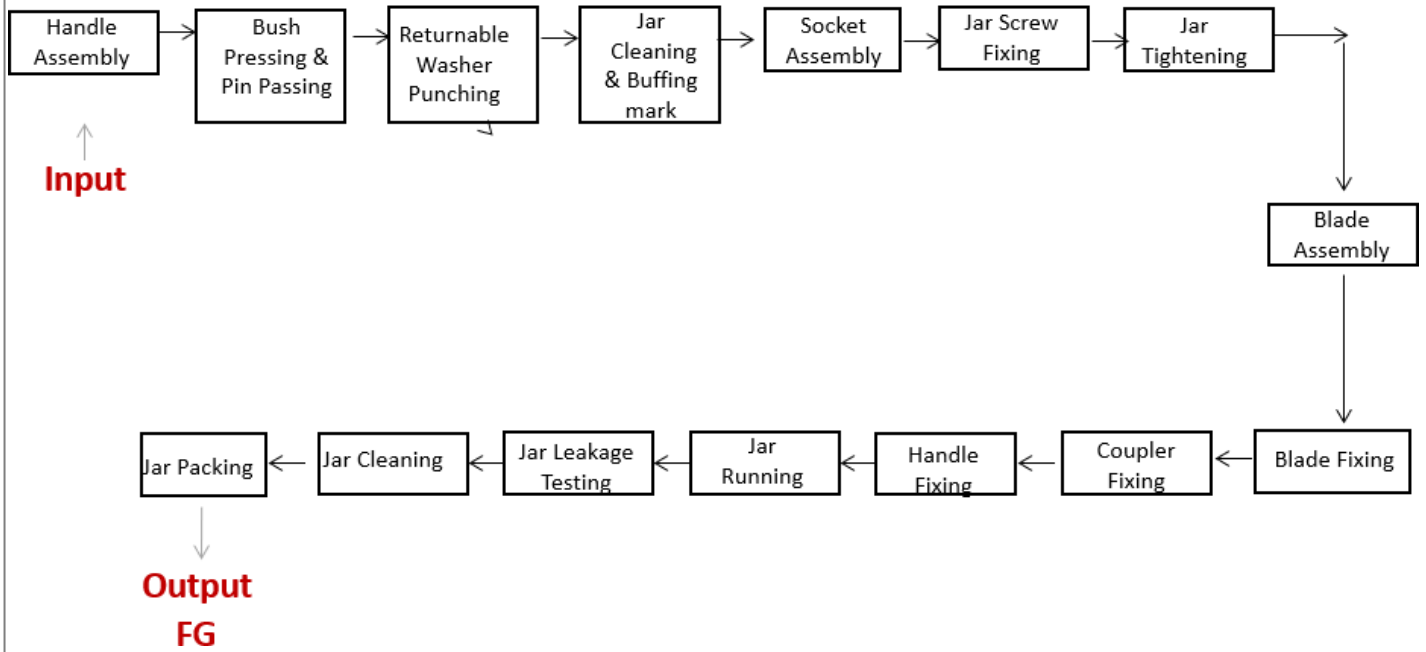 Handle
Assembly
Bush
Pressing &
Pin Passing
Returnable
Washer
Punching
Jar
Cleaning
& Buffing
mark
Socket
Assembly
Jar Screw
Fixing
Jar
Tightening
Input
Blade
Assembly
Blade Fixing
Coupler
Fixing
Handle
Fixing
Jar
Running
Jar Leakage
Testing
Jar Cleaning
Jar Packing
Output
FG